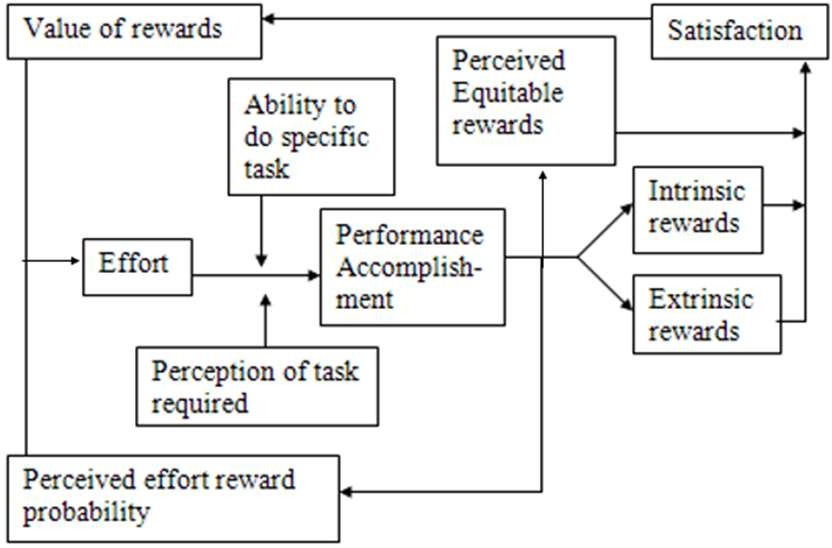 Value of rewards
Satisfaction
Perceived
Equitable
rewards
Ability to
do specific
task
Intrinsic
rewards
Performance
Accomplish-
ment
Effort
Extrinsic
rewards
Perception of task
required
Perceived effort reward
probability